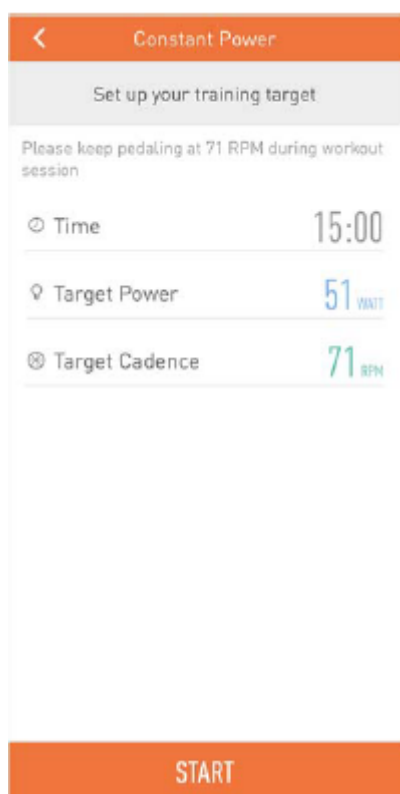 Constant Power
Set up your training target
Please keep pedaling at 71 RPM during workout
session
Time 15:00
Target Power 51 WATT
Target Cadence 71 RPM
START